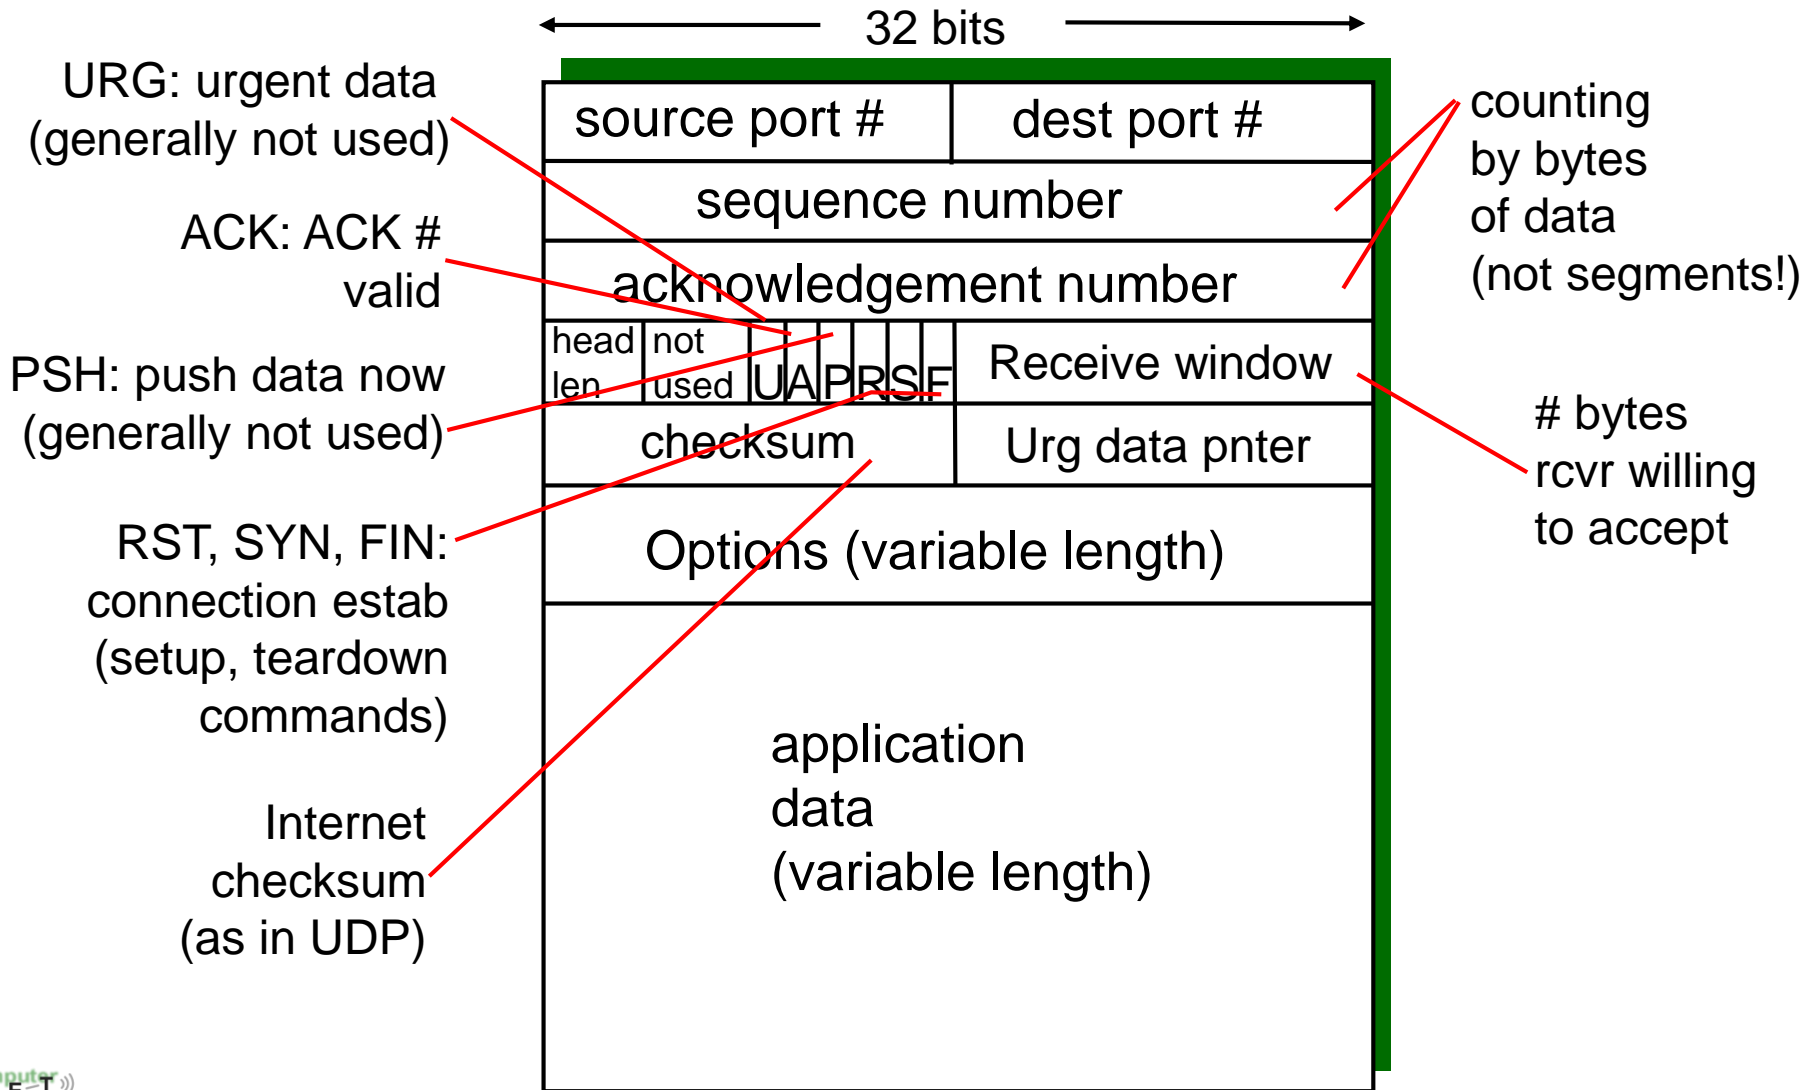 32 bits
URG: urgent data
(generally not used)
ACK: ACK #
valid
PSH: push data now
(generally not used)
RST, SYN, FIN:
connection estab
(setup, teardown
commands)
Internet
checksum
(as in UDP)
source port #
dest port #
sequence number
acknowledgement number
head
len
not
used
U
A
P
R
S
F
Receive window
checksum
Urg data pnter
Options (variable length)
application
data
(variable length)
counting
by bytes
of data
(not segments!)
# bytes
rcvr willing
to accept